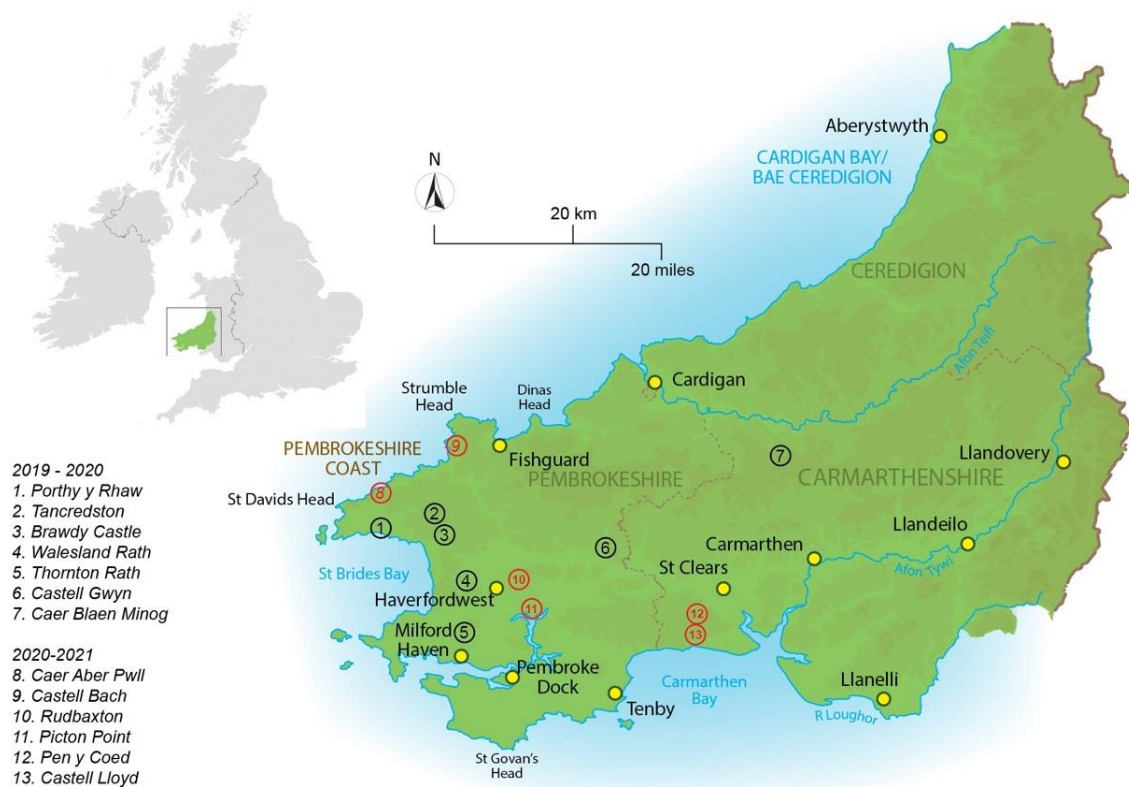 Aberystwyth
CARDIGAN BAY/
BAE CEREDIGION
N
20 km
20 miles
CEREDIGION
Afon Teifi
Cardigan
Strumble
Head
Dinas
Head
9
Fishguard
PEMBROKESHIRE
COAST
PEMBROKESHIRE
7
CARMARTHENSHIRE
Llandovery
8
St Davids Head
1
2
3
6
Llandeilo
Carmarthen
Afon Tywi
St Clears
St Brides Bay
4
10
Haverfordwest
11
12
13
Milford
Haven
5
Pembroke
Dock
Tenby
Carmarthen
Bay
Llanelli
R Loughor
St Govan's
Head
2019 - 2020
1. Porthy y Rhaw
2. Tancredston
3. Brawdy Castle
4. Walesland Rath
5. Thornton Rath
6. Castell Gwyn
7. Caer Blaen Minog
2020-2021
8. Caer Aber Pwll
9. Castell Bach
10. Rudbaxton
11. Picton Point
12. Pen y Coed
13. Castell Lloyd